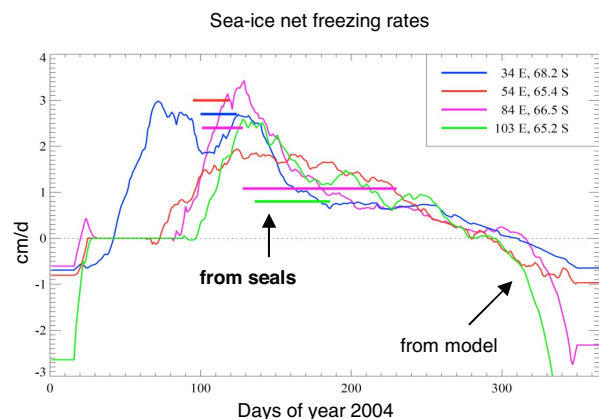 Sea-ice net freezing rates
4
34 E, 68.2 S
54 E, 65.4 S
84 E, 66.5 S
103 E, 65.2 S
3
2
1
0
-1
-2
-3
cm/d
from seals
from model
0 100 200 300
Days of year 2004